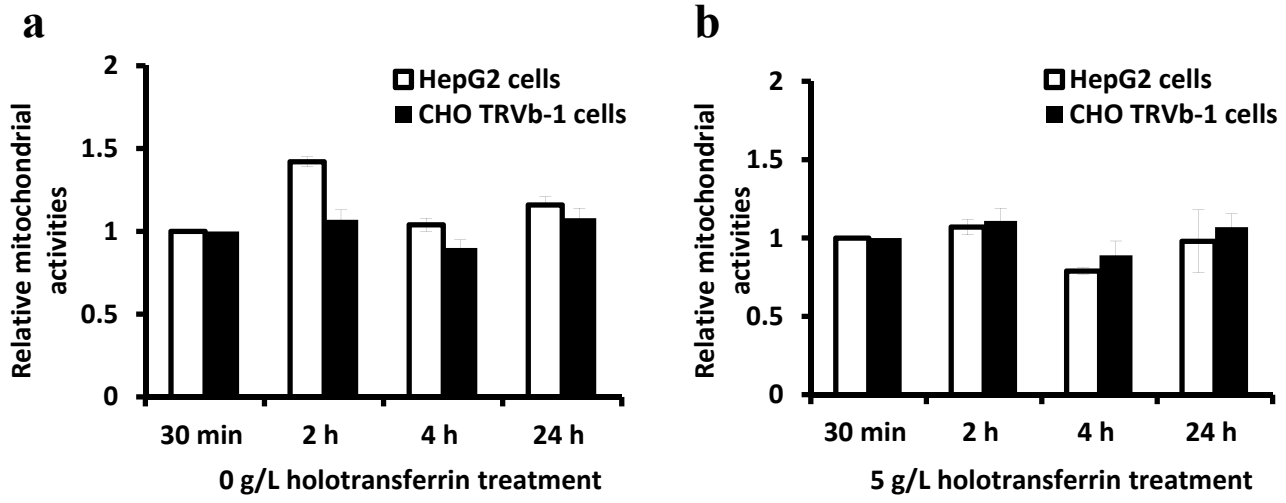 a
2
1.5
1
0.5
0
Relative mitochondrial
activities
HepG2 cells
CHO TRVb-1 cells
30 min 2 h 4 h 24 h
0 g/L holotransferrin treatment
b
2
1.5
1
0.5
0
Relative mitochondrial
activities
HepG2 cells
CHO TRVb-1 cells
30 min 2 h 4 h 24 h
5 g/L holotransferrin treatment